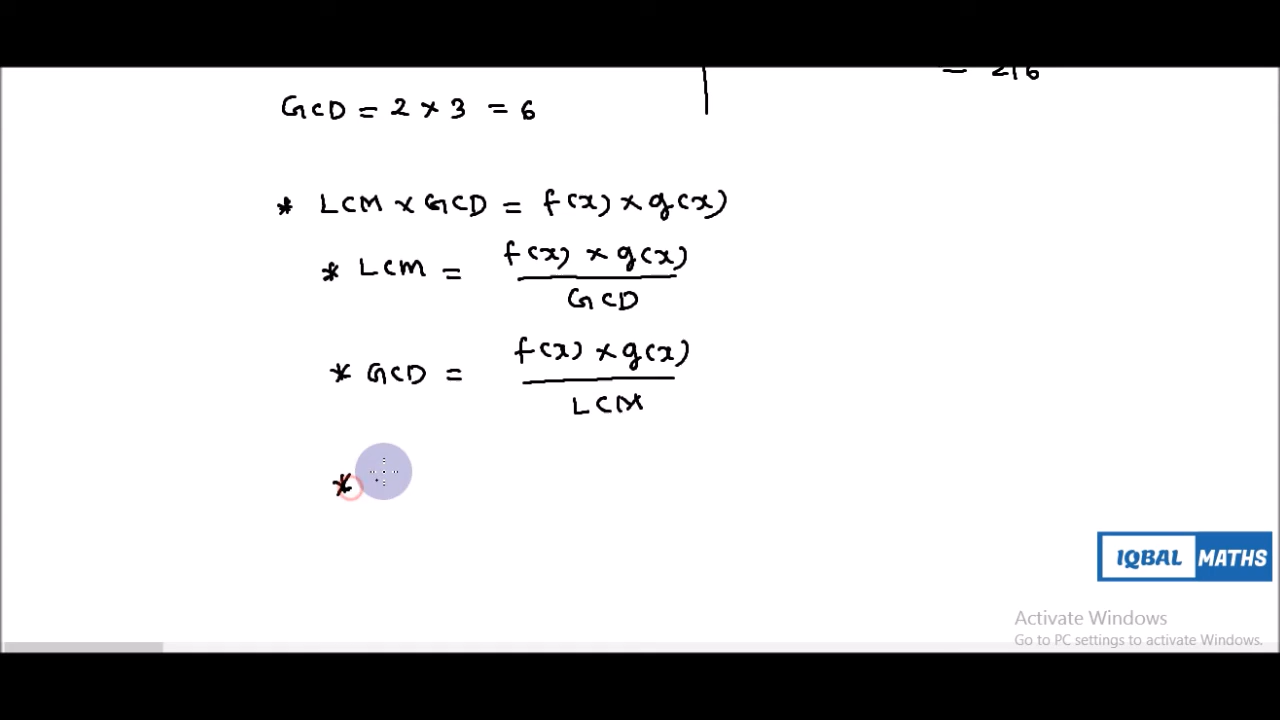 = 216
GCD = 2 × 3 = 6
* LCM × GCD = f(x) × g(x)
* LCM = f(x) × g(x) / GCD
* GCD = f(x) × g(x) / LCM
*
IQBAL MATHS
Activate Windows
Go to PC settings to activate Windows.